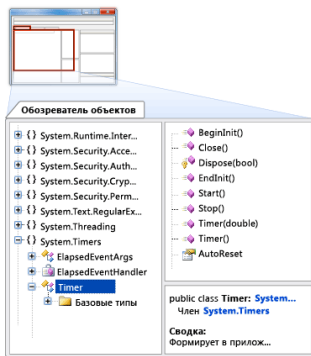 Обозреватель объектов
{ } System.Runtime.Inter...
{ } System.Security.Acce...
{ } System.Security.Auth...
{ } System.Security.Cryp...
{ } System.Security.Perm...
{ } System.Text.RegularEx...
{ } System.Threading
{ } System.Timers
ElapsedEventArgs
ElapsedEventHandler
Timer
Базовые типы
BeginInit()
Close()
Dispose(bool)
EndInit()
Start()
Stop()
Timer(double)
Timer()
AutoReset
public class Timer: System...
Член System.Timers
Сводка:
Формирует в прилож...